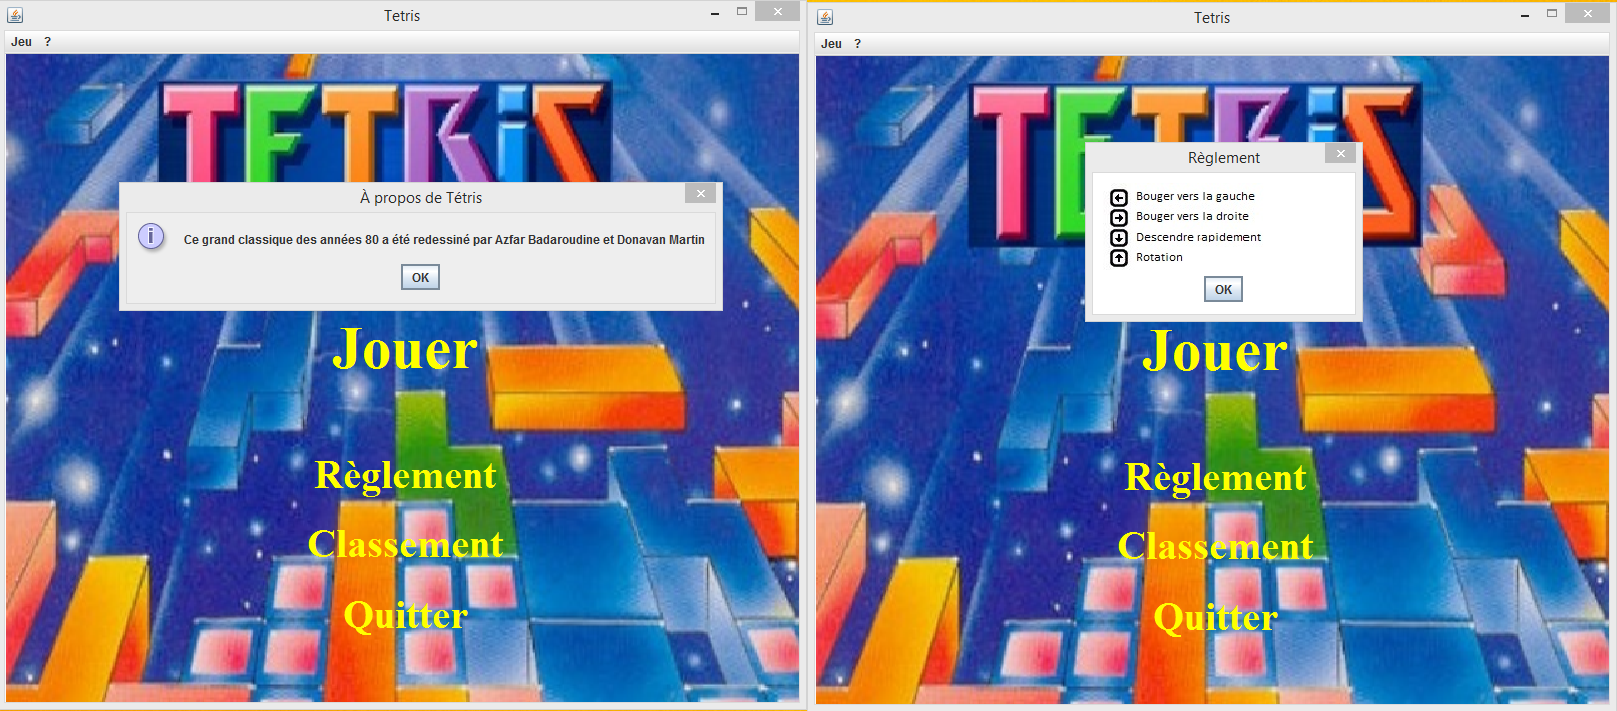 Tetris
Jeu ?
TETRiS
À propos de Tétris
Ce grand classique des années 80 a été redessiné par Azfar Badaroudine et Donavan Martin
OK
Jouer
Règlement
Classement
Quitter
Tetris
Jeu ?
TETRiS
Règlement
Bouger vers la gauche
Bouger vers la droite
Descendre rapidement
Rotation
OK
Jouer
Règlement
Classement
Quitter